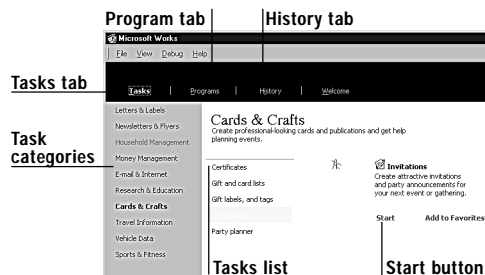 Program tab
History tab
Microsoft Works
File View Debug Help
Tasks tab
Tasks | Programs | History | Welcome
Letters & Labels
Newsletters & Flyers
Household Management
Money Management
E-mail & Internet
Research & Education
Cards & Crafts
Travel Information
Vehicle Data
Sports & Fitness
Task
categories
Cards & Crafts
Create professional-looking cards and publications and get help
planning events.
Certificates
Gift and card lists
Gift labels, and tags
Party planner
Invitations
Create attractive invitations
and party announcements for
your next event or gathering.
Start Add to Favorites
Tasks list
Start button